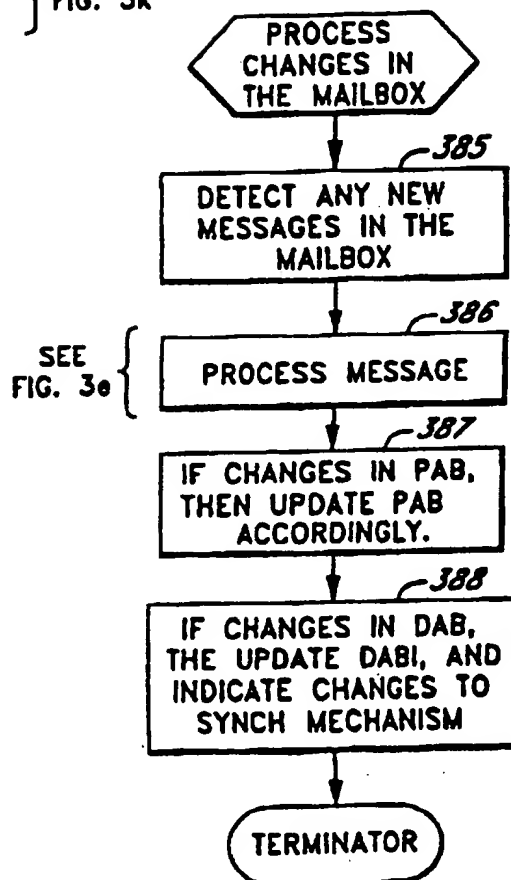 FIG. 3k
PROCESS
CHANGES IN
THE MAILBOX
385
DETECT ANY NEW
MESSAGES IN THE
MAILBOX
386
SEE
FIG. 3e
PROCESS MESSAGE
387
IF CHANGES IN PAB,
THEN UPDATE PAB
ACCORDINGLY.
388
IF CHANGES IN DAB,
THE UPDATE DABI, AND
INDICATE CHANGES TO
SYNCH MECHANISM
TERMINATOR